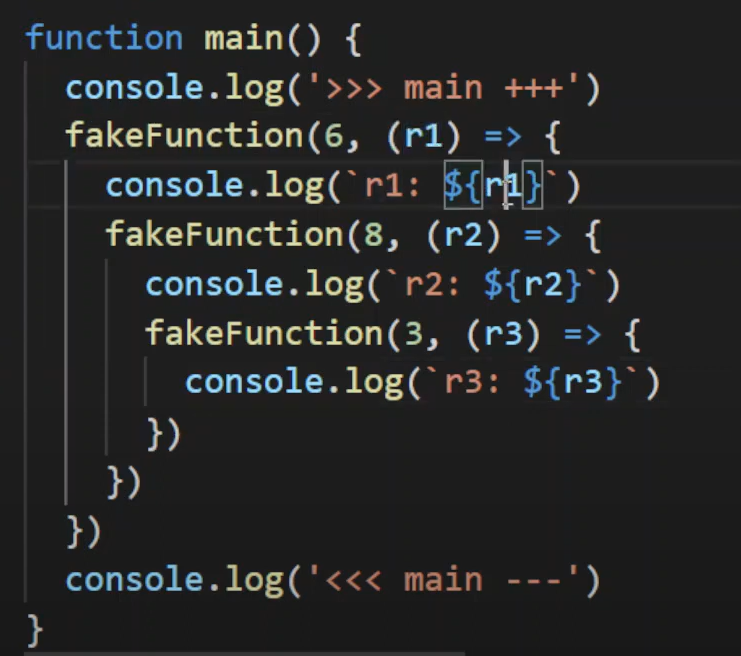 function main() {
  console.log('>>> main +++')
  fakeFunction(6, (r1) => {
    console.log(`r1: ${r1}`)
    fakeFunction(8, (r2) => {
      console.log(`r2: ${r2}`)
      fakeFunction(3, (r3) => {
        console.log(`r3: ${r3}`)
      })
    })
  })
  console.log('<<< main ---')
}